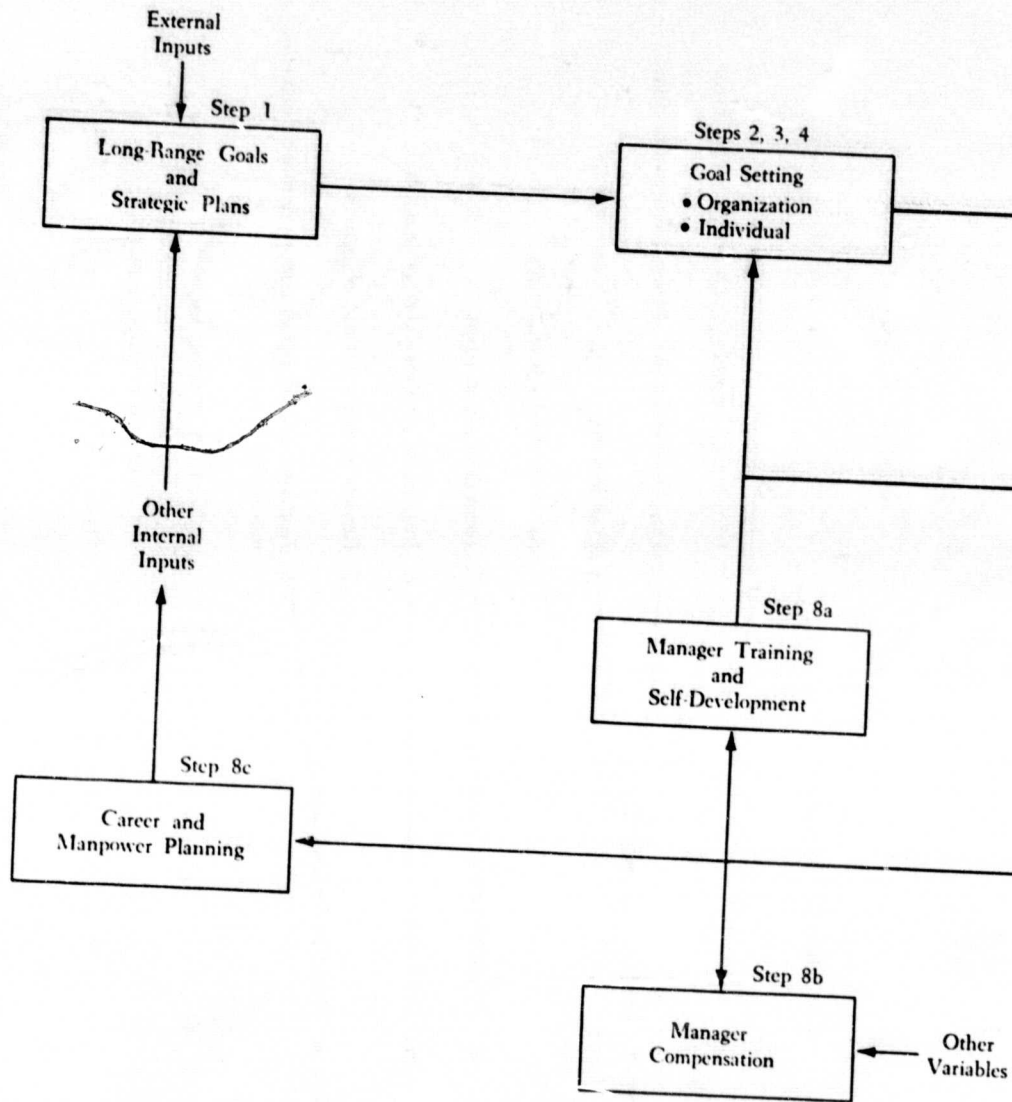 External
Inputs
Step 1
Long-Range Goals
and
Strategic Plans
Steps 2, 3, 4
Goal Setting
• Organization
• Individual
Other
Internal
Inputs
Step 8a
Manager Training
and
Self-Development
Step 8c
Career and
Manpower Planning
Step 8b
Manager
Compensation
Other
Variables